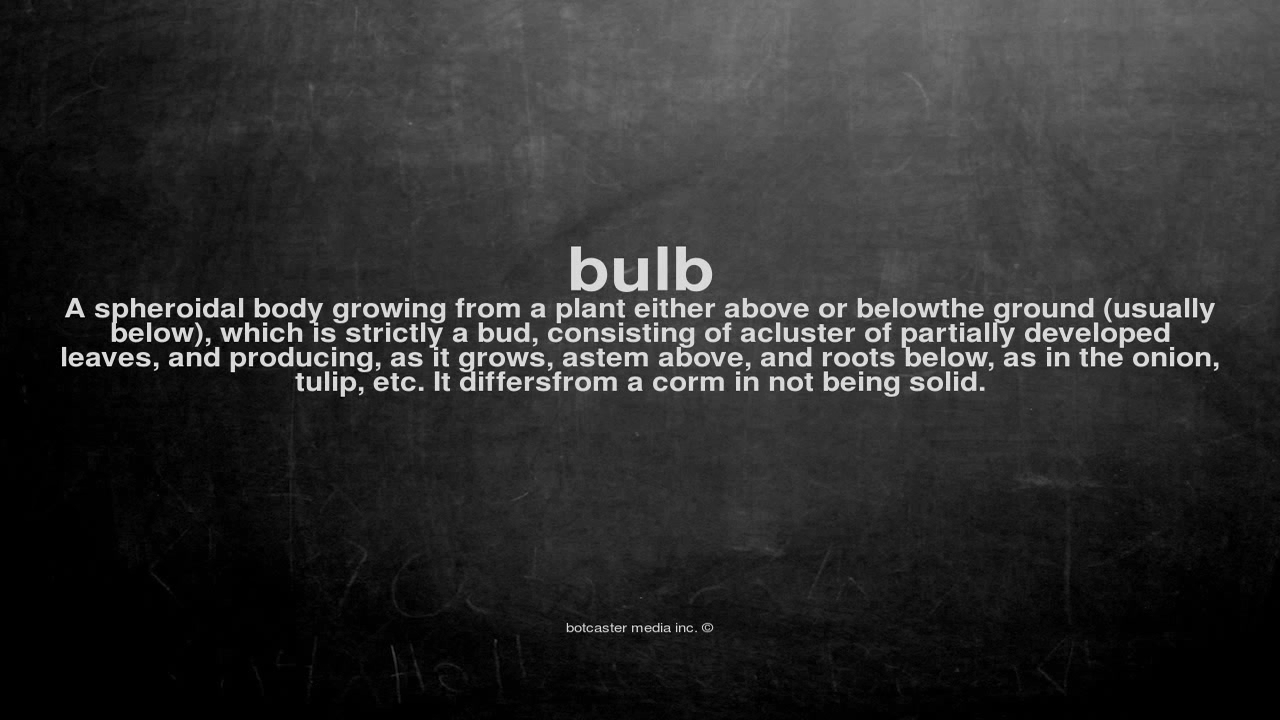 bulb
A spheroidal body growing from a plant either above or belowthe ground (usually
below), which is strictly a bud, consisting of acluster of partially developed
leaves, and producing, as it grows, astem above, and roots below, as in the onion,
tulip, etc. It differsfrom a corm in not being solid.
botcaster media inc. ©